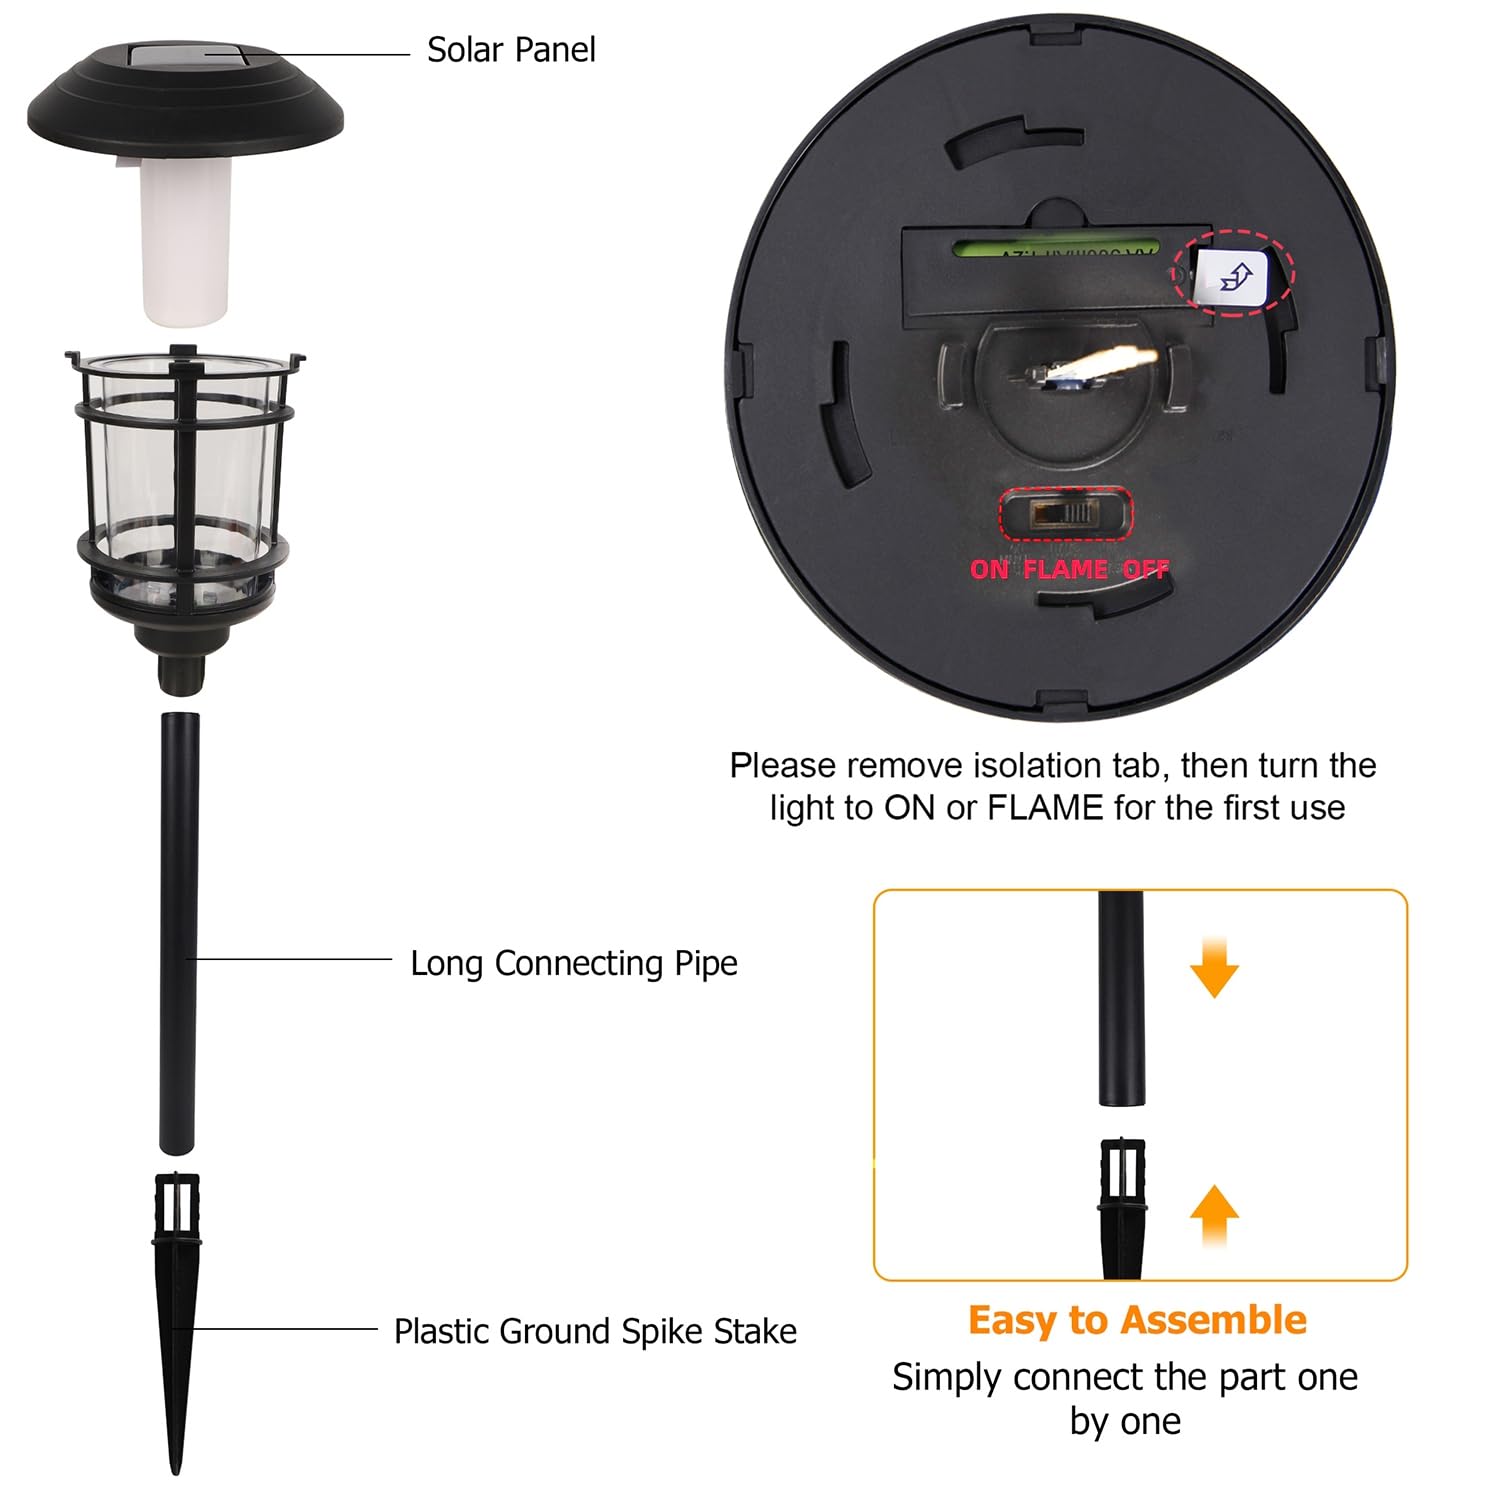 Solar Panel
ON FLAME OFF
Please remove isolation tab, then turn the
light to ON or FLAME for the first use
Long Connecting Pipe
Plastic Ground Spike Stake
Easy to Assemble
Simply connect the part one
by one